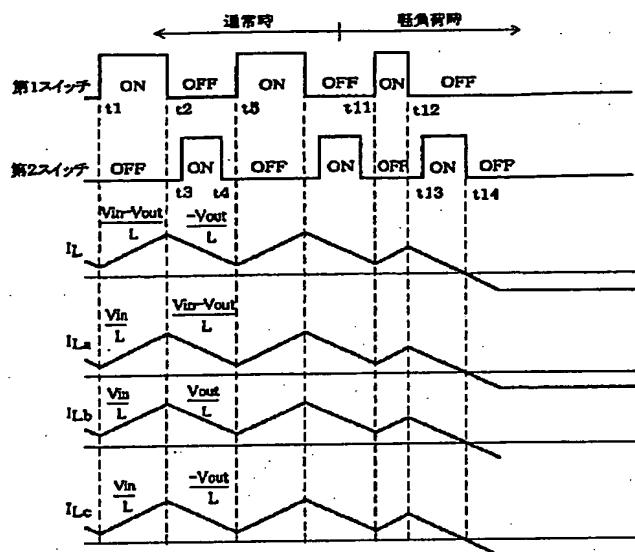 通常時 軽負荷時
第1スイッチ ON OFF ON OFF ON OFF
t1 t2 t5 t11 t12
第2スイッチ OFF ON OFF ON OFF ON OFF
t3 t4 t13 t14
IL Vin-Vout/L -Vout/L
ILa Vin/L Vin-Vout/L
ILb Vin/L Vout/L
ILc Vin/L -Vout/L